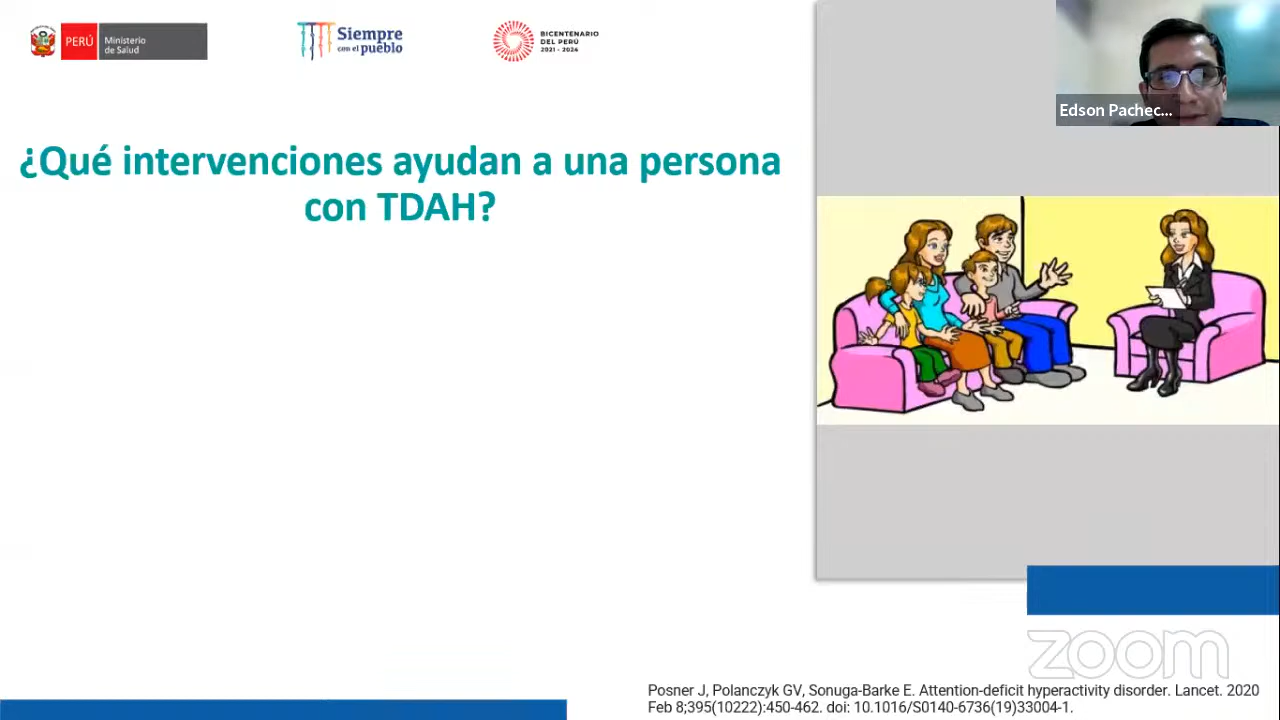 PERÚ
Ministerio
de Salud
Siempre
con el pueblo
BICENTENARIO
DEL PERÚ
2021 - 2024
Edson Pachec...
¿Qué intervenciones ayudan a una persona
con TDAH?
zoom
Posner J, Polanczyk GV, Sonuga-Barke E. Attention-deficit hyperactivity disorder. Lancet. 2020
Feb 8;395(10222):450-462. doi: 10.1016/S0140-6736(19)33004-1.